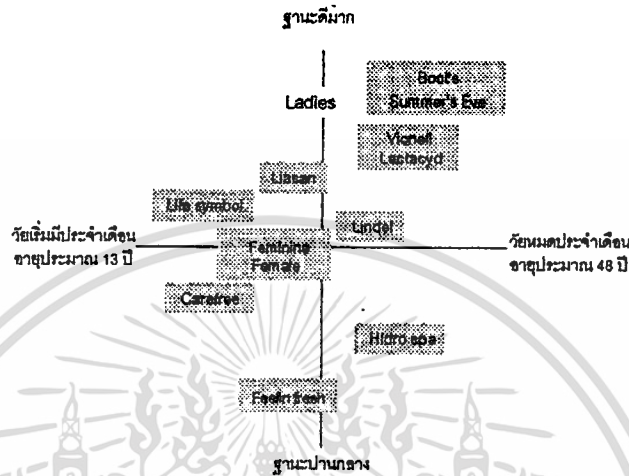 ฐานะดีมาก
Boot's
Summer's Eve
Ladies
Vionell
Lactacyd
Lissan
Life symbol
Lindel
วัยเริ่มมีประจำเดือน
อายุประมาณ 13 ปี
Feminine
Female
วัยหมดประจำเดือน
อายุประมาณ 48 ปี
Carefree
Hidro spa
Feelin fresh
ฐานะปานกลาง